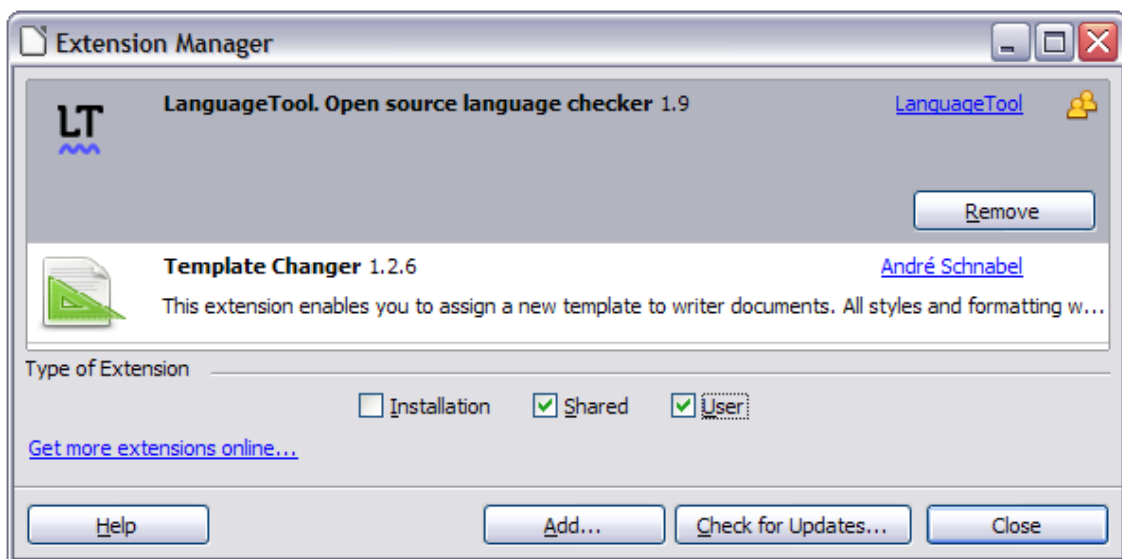 Extension Manager
LT
LanguageTool. Open source language checker 1.9 LanguageTool
Remove
Template Changer 1.2.6 André Schnabel
This extension enables you to assign a new template to writer documents. All styles and formatting w...
Type of Extension
Installation Shared User
Get more extensions online...
Help Add... Check for Updates... Close